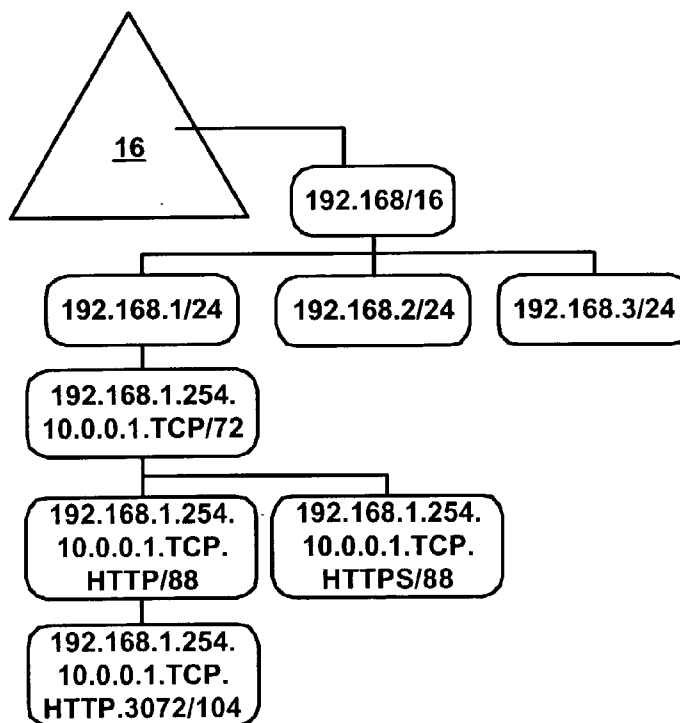 16
192.168/16
192.168.1/24
192.168.2/24
192.168.3/24
192.168.1.254.
10.0.0.1.TCP/72
192.168.1.254.
10.0.0.1.TCP.
HTTP/88
192.168.1.254.
10.0.0.1.TCP.
HTTPS/88
192.168.1.254.
10.0.0.1.TCP.
HTTP.3072/104